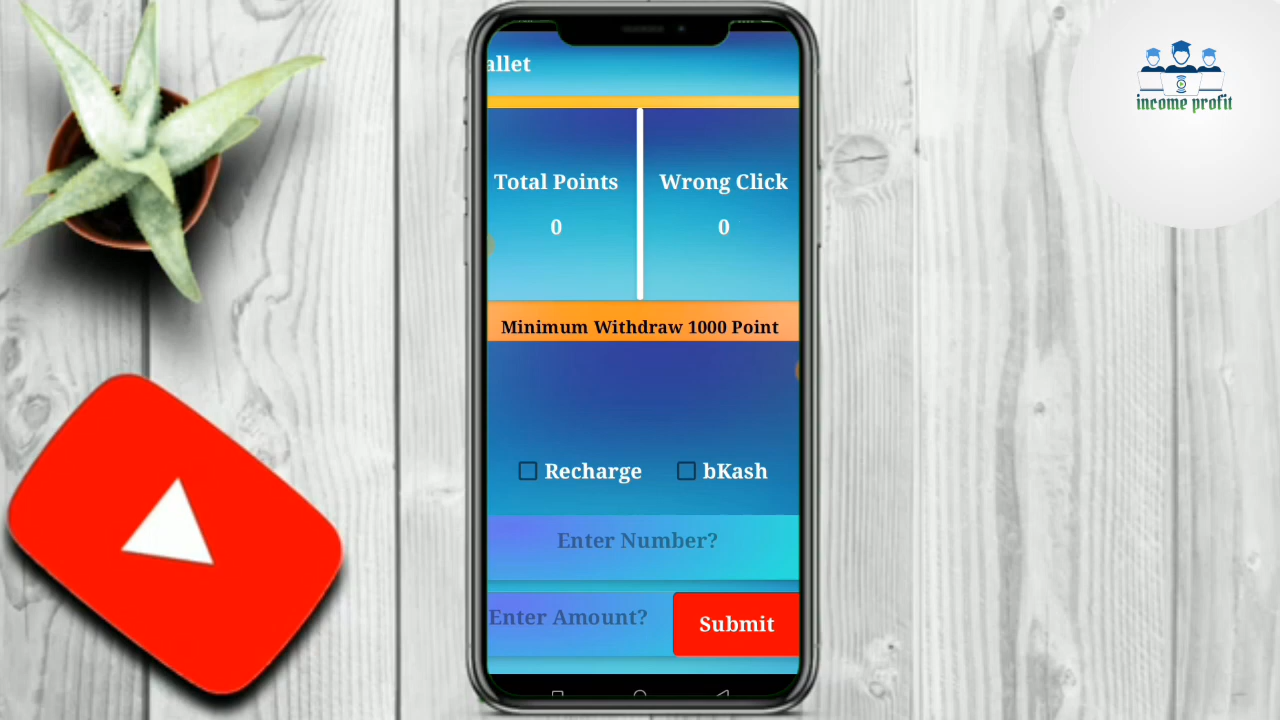 allet
income profit
Total Points
Wrong Click
0
0
Minimum Withdraw 1000 Point
Recharge
bKash
Enter Number?
Enter Amount?
Submit